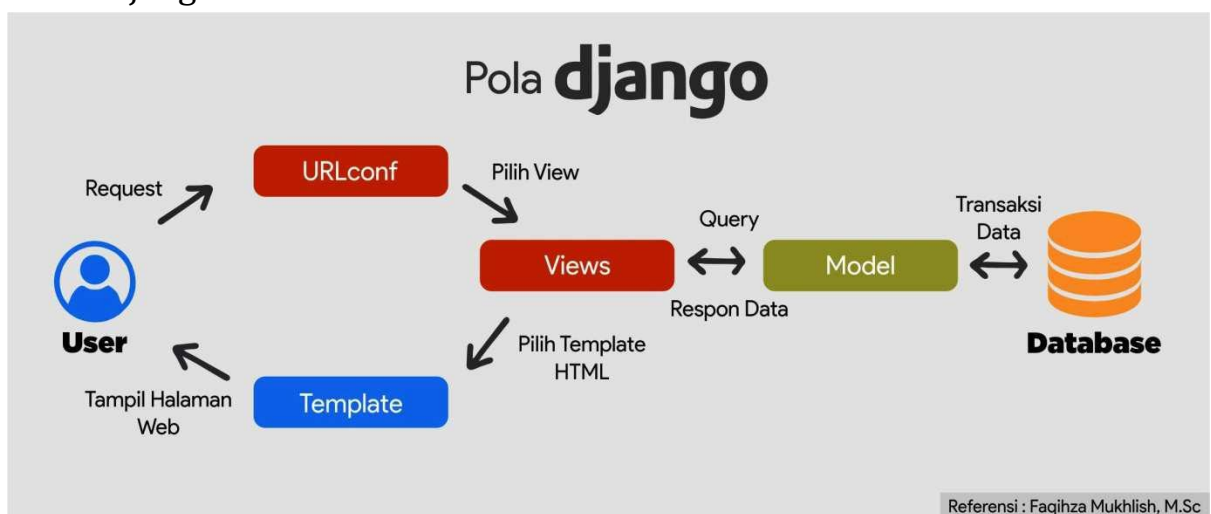 Pola django
URLconf
Request
Pilih View
Transaksi
Data
Query
Views
Model
Respon Data
User
Database
Pilih Template
HTML
Template
Tampil Halaman
Web
Referensi : Faqihza Mukhlish, M.Sc